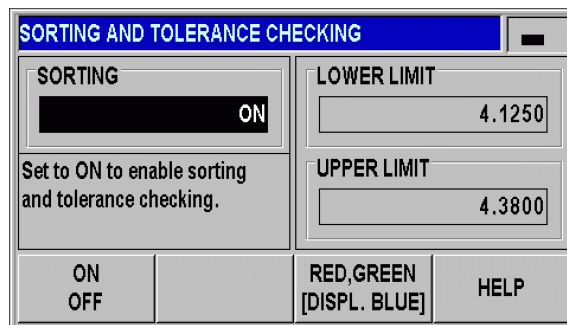 SORTING AND TOLERANCE CHECKING
SORTING
ON
Set to ON to enable sorting
and tolerance checking.
LOWER LIMIT
4.1250
UPPER LIMIT
4.3800
ON
OFF
RED,GREEN
[DISPL. BLUE]
HELP